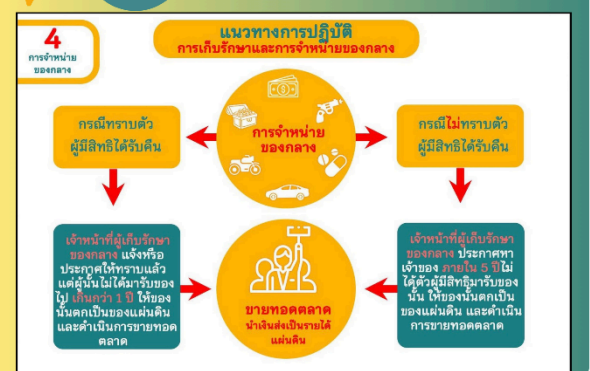 4
การจำหน่าย
ของกลาง
แนวทางการปฏิบัติ
การเก็บรักษาและการจำหน่ายของกลาง
กรณีทราบตัว
ผู้มีสิทธิได้รับคืน
การจำหน่าย
ของกลาง
กรณีไม่ทราบตัว
ผู้มีสิทธิได้รับคืน
เจ้าหน้าที่ผู้เก็บรักษา
ของกลาง แจ้งหรือ
ประกาศให้ทราบแล้ว
แต่ผู้นั้นไม่ได้มารับของ
ไป เกินกว่า 1 ปี ให้ของ
นั้นตกเป็นของแผ่นดิน
และดำเนินการขายทอด
ตลาด
ขายทอดตลาด
นำเงินส่งเป็นรายได้
แผ่นดิน
เจ้าหน้าที่ผู้เก็บรักษา
ของกลาง ประกาศหา
เจ้าของ ภายใน 5 ปีไม่
ได้ตัวผู้มีสิทธิมารับของ
นั้น ให้ของนั้นตกเป็น
ของแผ่นดิน และดำเนิน
การขายทอดตลาด